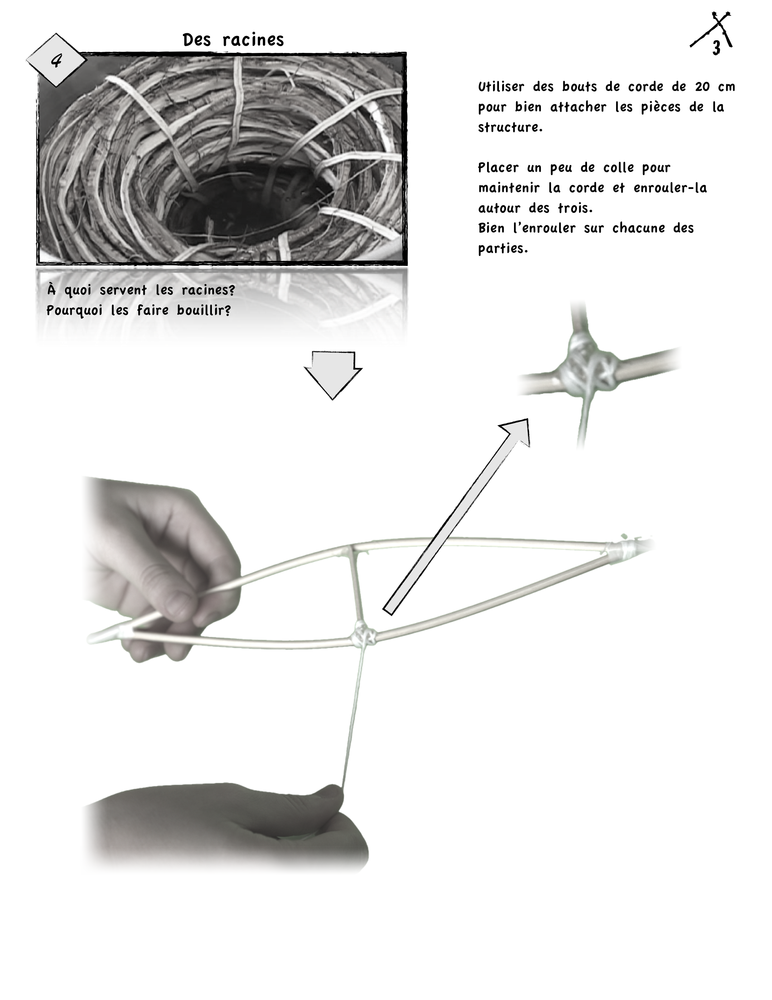 Des racines
4
3
Utiliser des bouts de corde de 20 cm
pour bien attacher les pièces de la
structure.
Placer un peu de colle pour
maintenir la corde et enrouler-la
autour des trois.
Bien l'enrouler sur chacune des
parties.
À quoi servent les racines?
Pourquoi les faire bouillir?